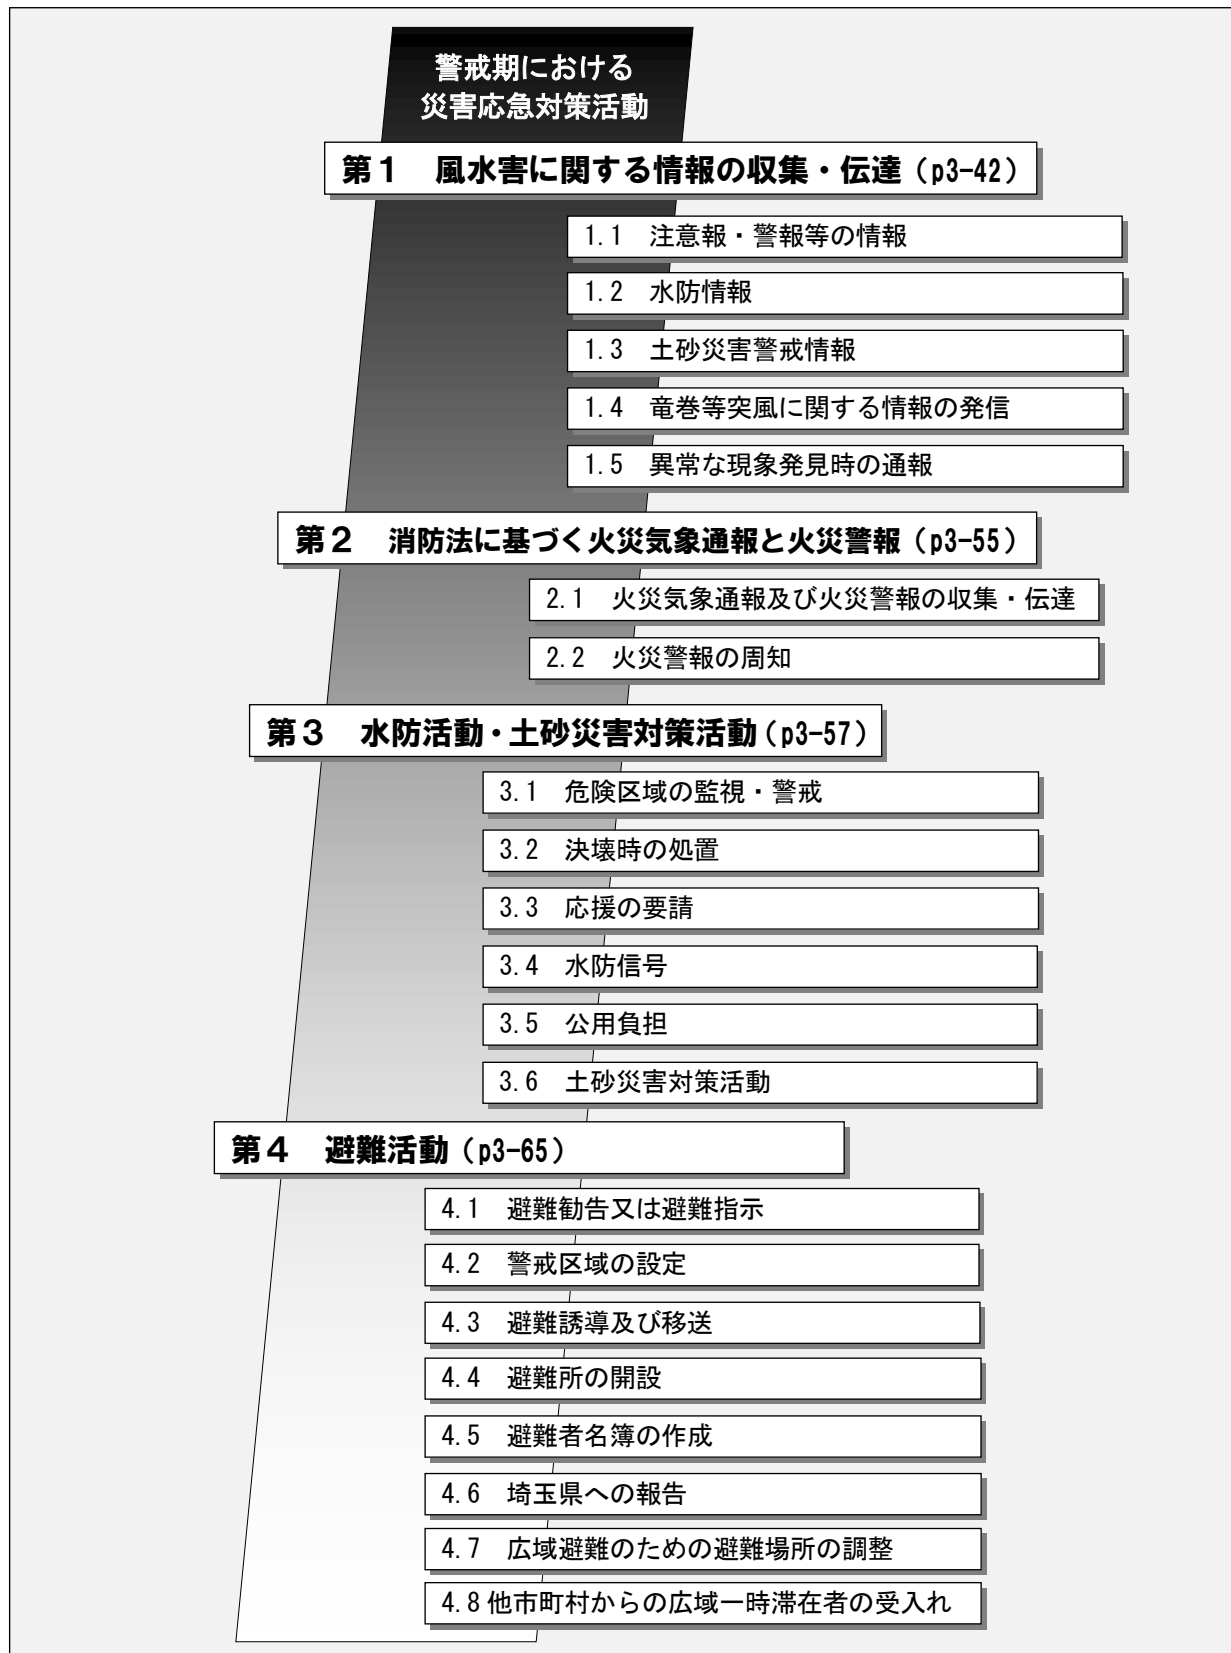 警戒期における
災害応急対策活動
第１　風水害に関する情報の収集・伝達（p3-42）
1.1　注意報・警報等の情報
1.2　水防情報
1.3　土砂災害警戒情報
1.4　竜巻等突風に関する情報の発信
1.5　異常な現象発見時の通報
第２　消防法に基づく火災気象通報と火災警報（p3-55）
2.1　火災気象通報及び火災警報の収集・伝達
2.2　火災警報の周知
第３　水防活動・土砂災害対策活動（p3-57）
3.1　危険区域の監視・警戒
3.2　決壊時の処置
3.3　応援の要請
3.4　水防信号
3.5　公用負担
3.6　土砂災害対策活動
第４　避難活動（p3-65）
4.1　避難勧告又は避難指示
4.2　警戒区域の設定
4.3　避難誘導及び移送
4.4　避難所の開設
4.5　避難者名簿の作成
4.6　埼玉県への報告
4.7　広域避難のための避難場所の調整
4.8 他市町村からの広域一時滞在者の受入れ